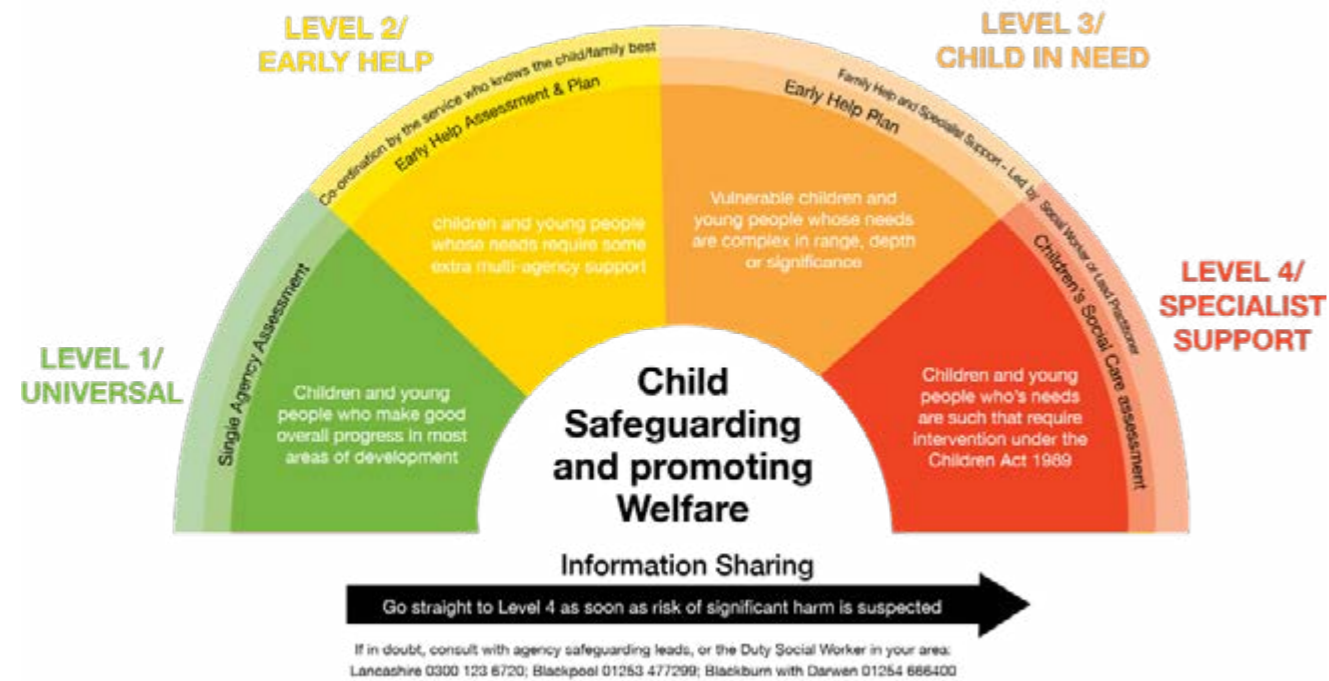 LEVEL 1/
UNIVERSAL
Single Agency Assessment
Children and young
people who make good
overall progress in most
areas of development
LEVEL 2/
EARLY HELP
Co-ordination by the service who knows the child/family best
Early Help Assessment & Plan
children and young people
whose needs require some
extra multi-agency support
LEVEL 3/
CHILD IN NEED
Family Help and Specialist Support – Led by Social Worker or Lead Practitioner
Early Help Plan
Vulnerable children and
young people whose needs
are complex in range, depth
or significance
LEVEL 4/
SPECIALIST
SUPPORT
Children's Social Care assessment
Children and young
people who's needs
are such that require
intervention under the
Children Act 1989
Child
Safeguarding
and promoting
Welfare
Information Sharing
Go straight to Level 4 as soon as risk of significant harm is suspected
If in doubt, consult with agency safeguarding leads, or the Duty Social Worker in your area:
Lancashire 0300 123 6720; Blackpool 01253 477299; Blackburn with Darwen 01254 666400